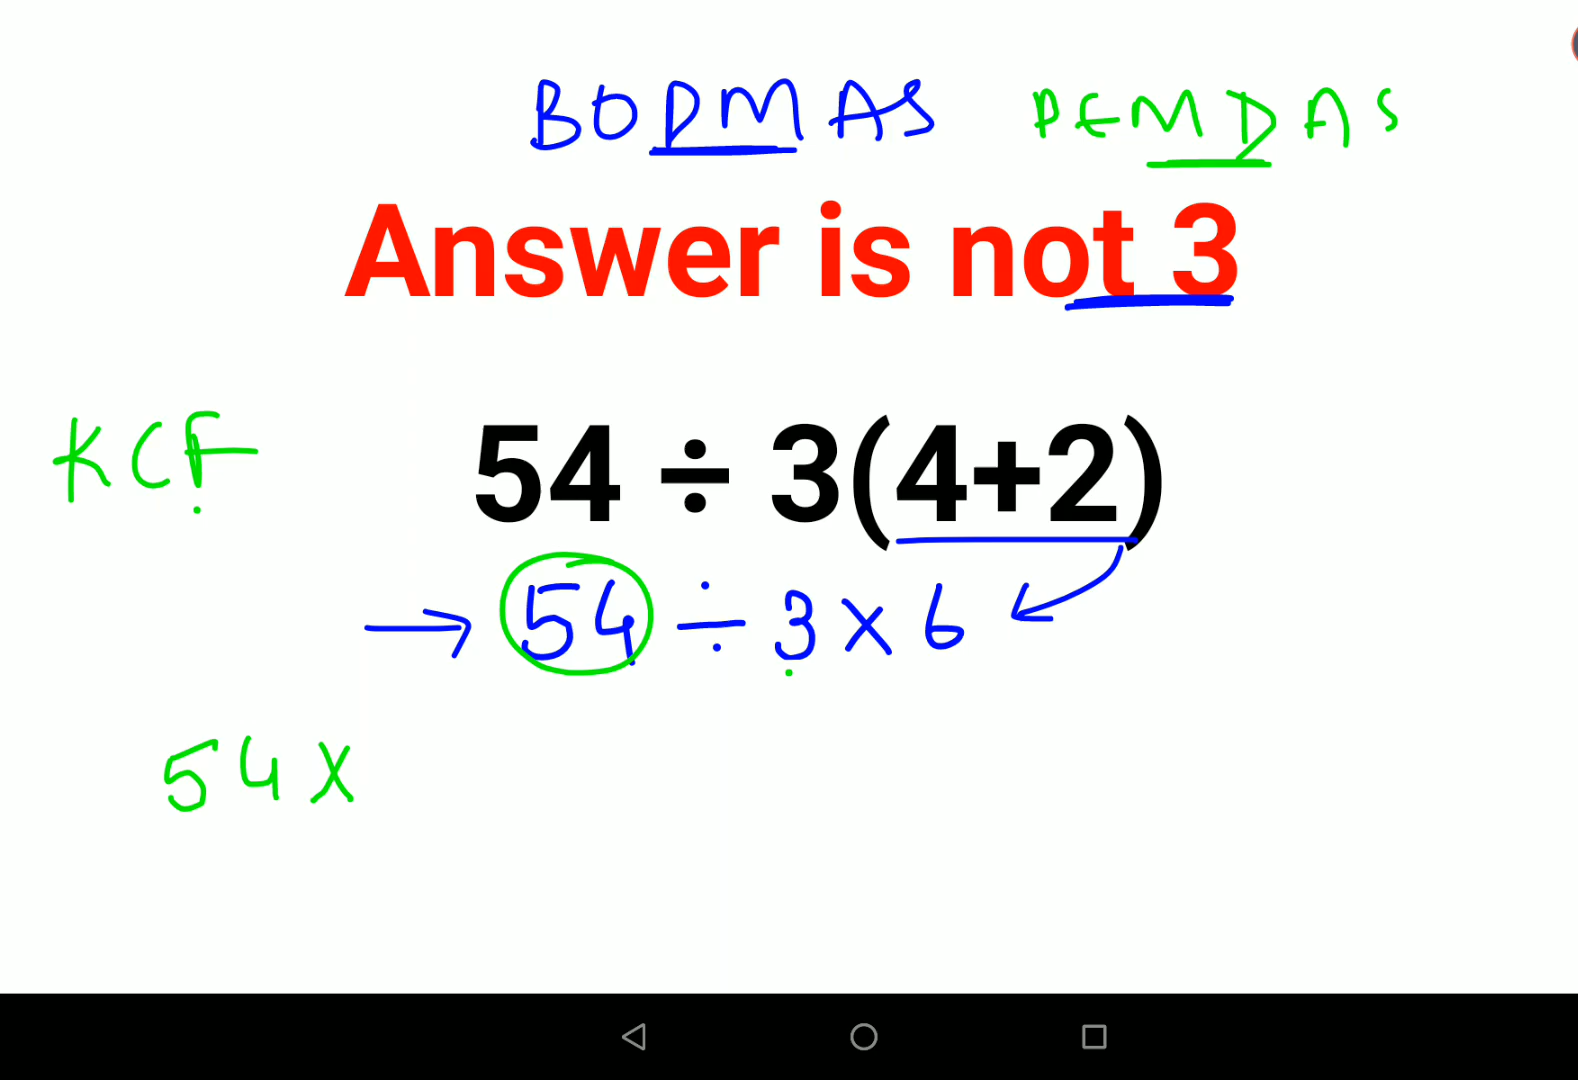 BODMAS PEMDAS
Answer is not 3
KCF
54 ÷ 3(4+2)
→ 54 ÷ 3 × 6
54 ×